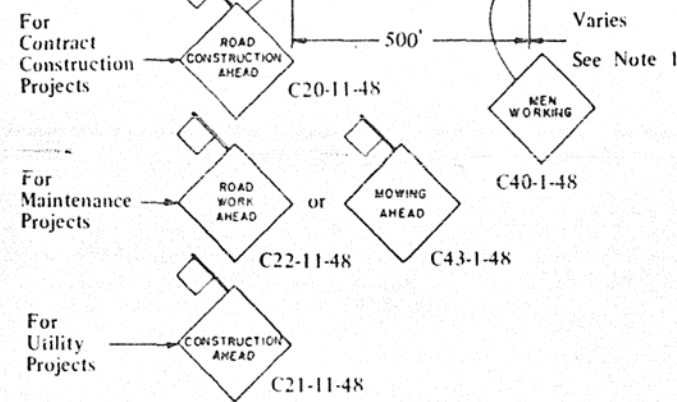 For
Contract
Construction
Projects
ROAD
CONSTRUCTION
AHEAD
C20-11-48
500'
Varies
See Note 1
MEN
WORKING
C40-1-48
For
Maintenance
Projects
ROAD
WORK
AHEAD
C22-11-48
or
MOWING
AHEAD
C43-1-48
For
Utility
Projects
CONSTRUCTION
AHEAD
C21-11-48